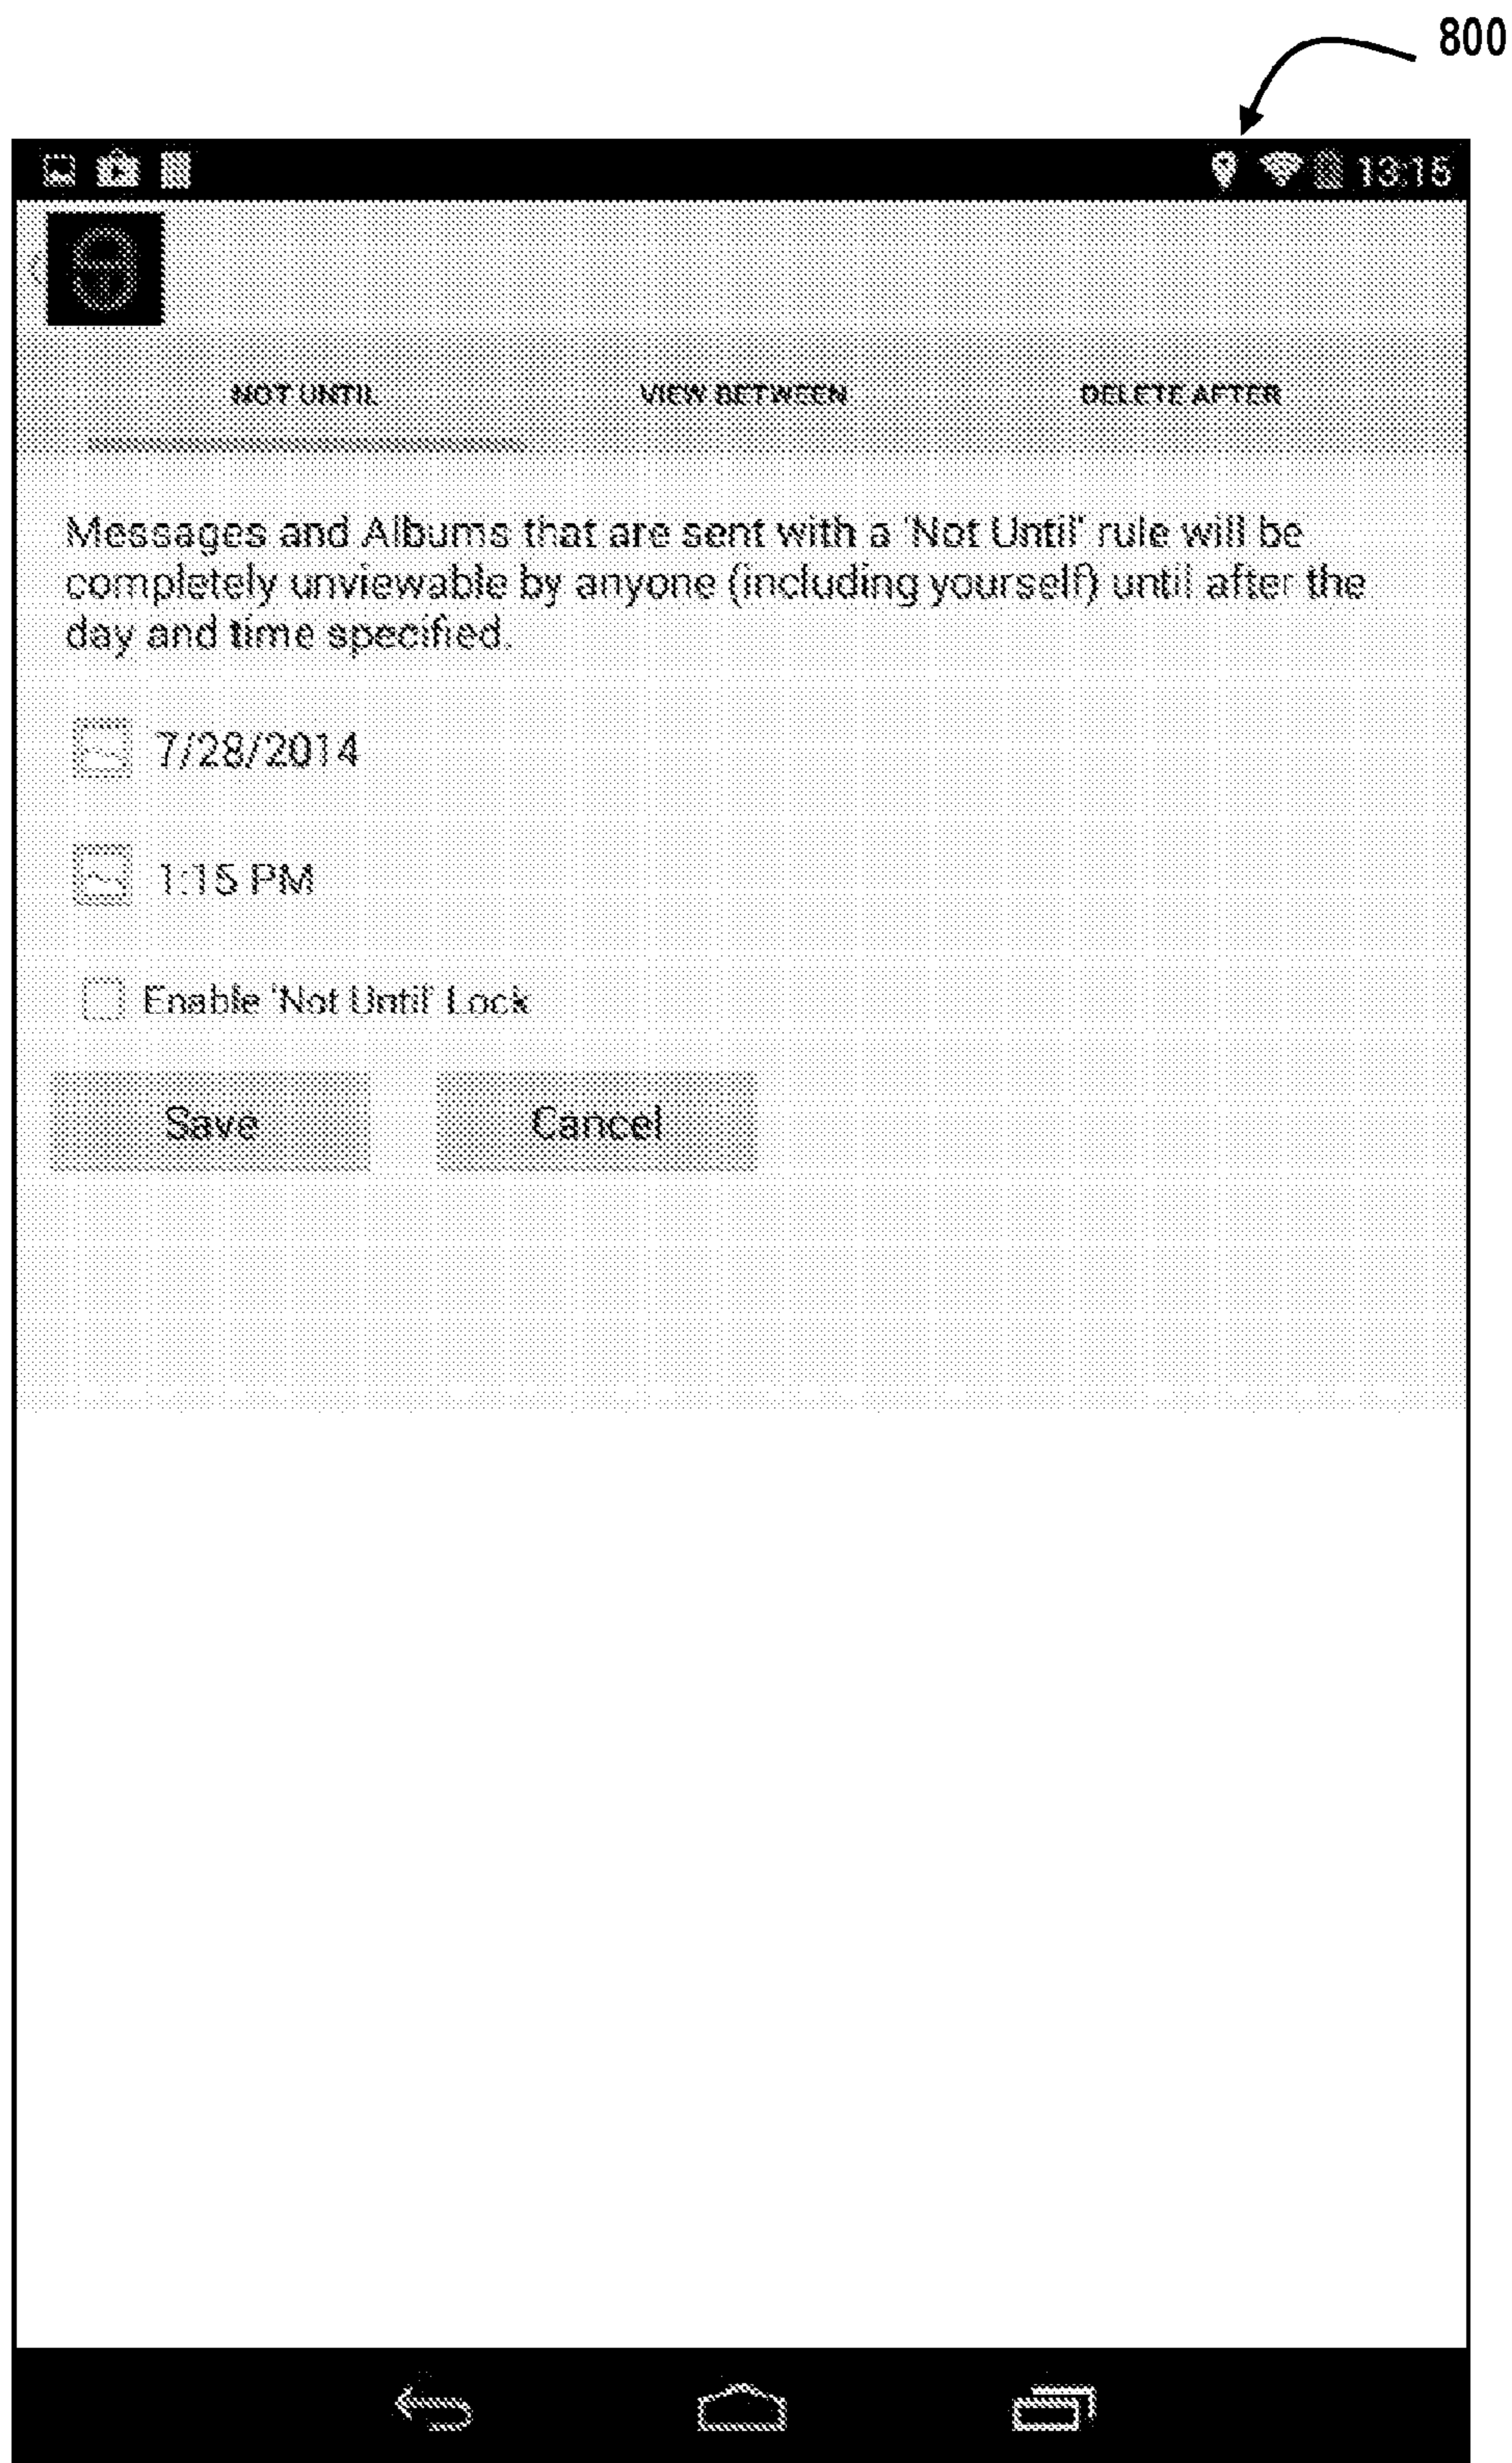 800
13:15
NOT UNTIL
VIEW BETWEEN
DELETE AFTER
Messages and Albums that are sent with a 'Not Until' rule will be
completely unviewable by anyone (including yourself) until after the
day and time specified.
7/28/2014
1:15 PM
Enable 'Not Until' Lock
Save
Cancel